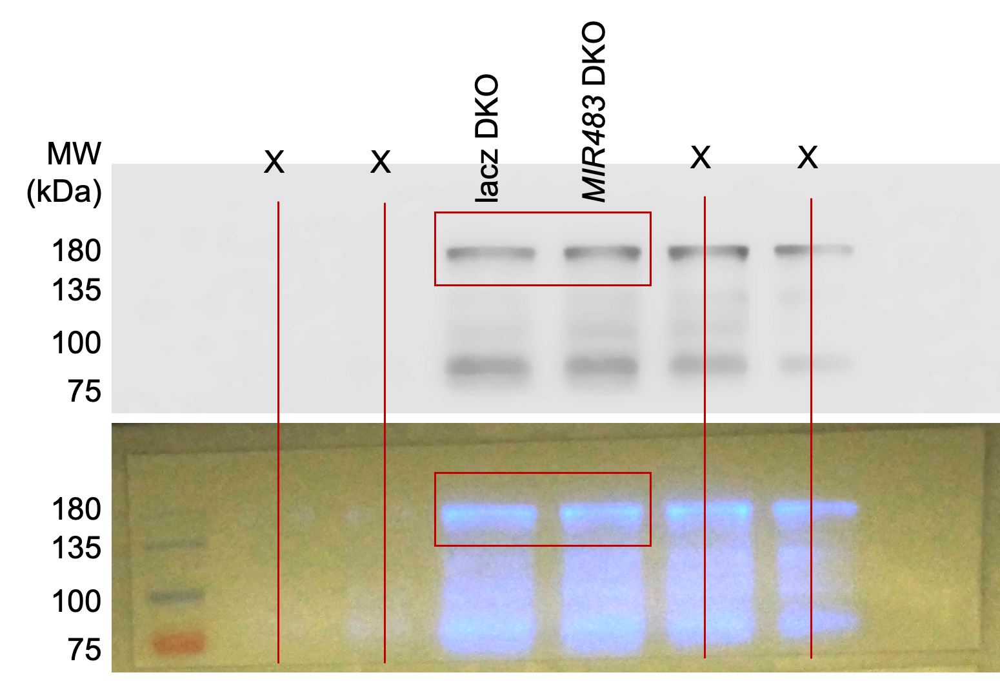 lacz DKO
MIR483 DKO
MW
(kDa)
X
X
X
X
180
135
100
75
180
135
100
75